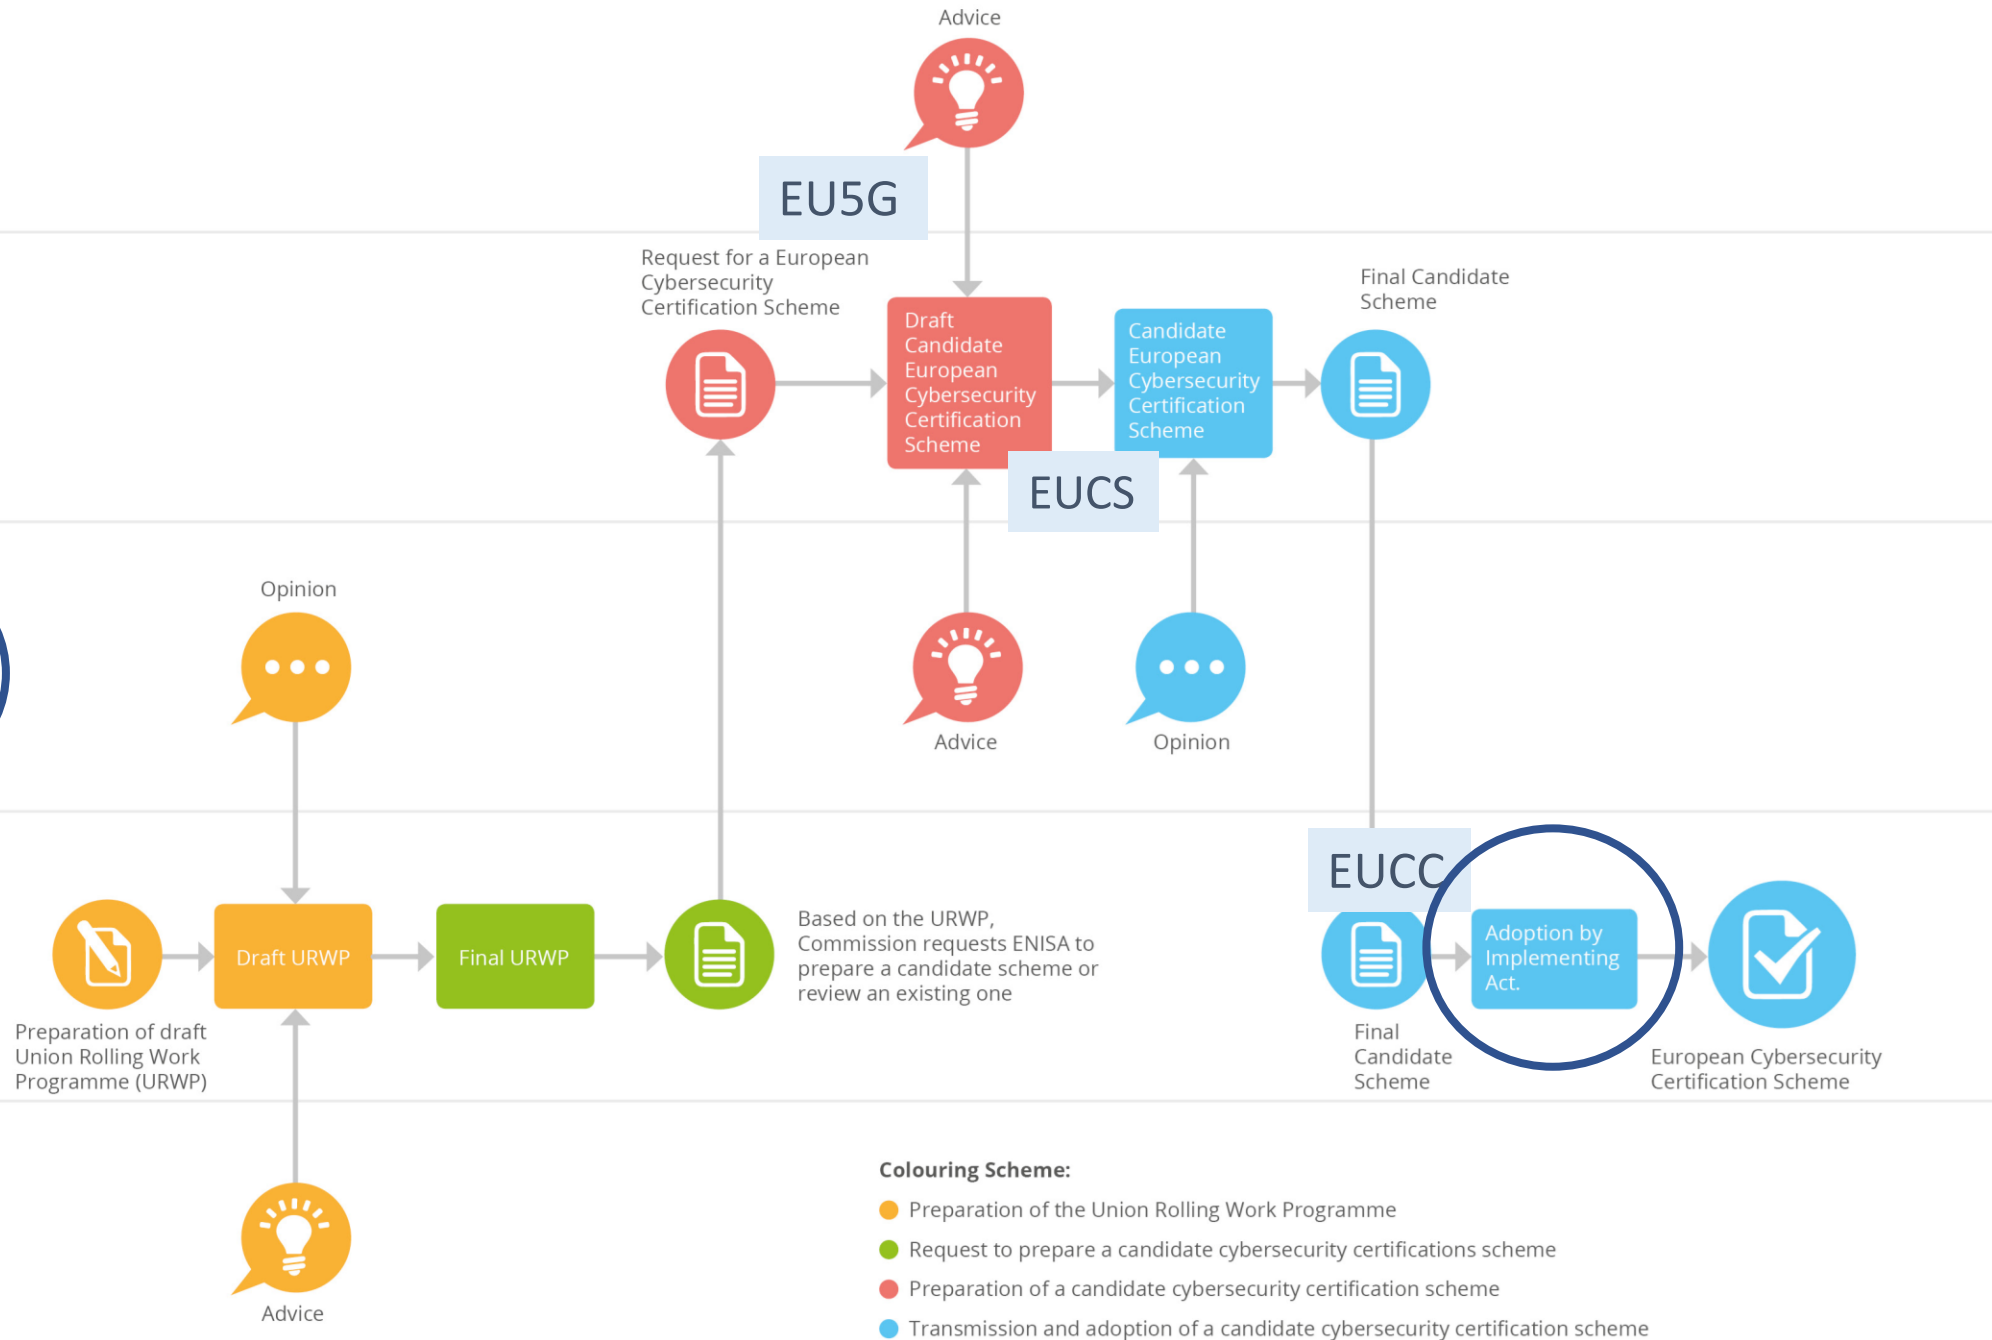 Advice
EU5G
Request for a European
Cybersecurity
Certification Scheme
Final Candidate
Scheme
Draft
Candidate
European
Cybersecurity
Certification
Scheme
Candidate
European
Cybersecurity
Certification
Scheme
EUCS
Opinion
Advice
Opinion
EUCC
Draft URWP
Final URWP
Based on the URWP,
Commission requests ENISA to
prepare a candidate scheme or
review an existing one
Adoption by
Implementing
Act.
Preparation of draft
Union Rolling Work
Programme (URWP)
Final
Candidate
Scheme
European Cybersecurity
Certification Scheme
Advice
Colouring Scheme:
Preparation of the Union Rolling Work Programme
Request to prepare a candidate cybersecurity certifications scheme
Preparation of a candidate cybersecurity certification scheme
Transmission and adoption of a candidate cybersecurity certification scheme